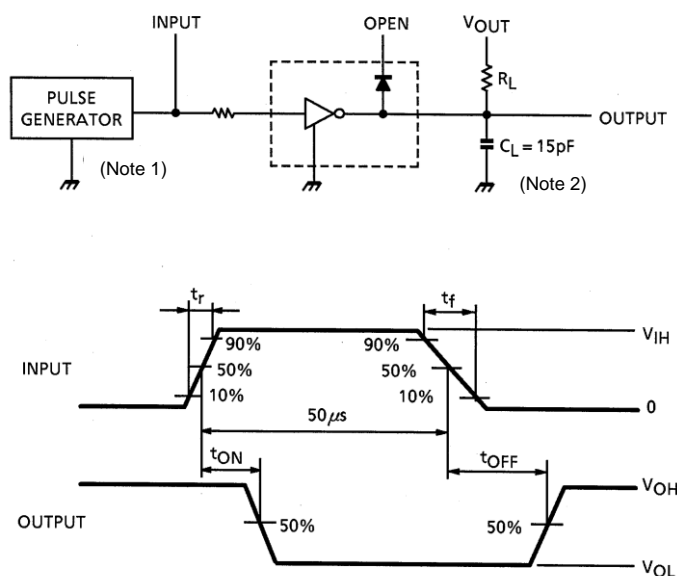 INPUT
OPEN
VOUT
PULSE
GENERATOR
RL
OUTPUT
CL = 15pF
(Note 1)
(Note 2)
tr
tf
VIH
90%
90%
INPUT
50%
50%
10%
10%
0
50μs
tON
tOFF
VOH
OUTPUT
50%
50%
VOL